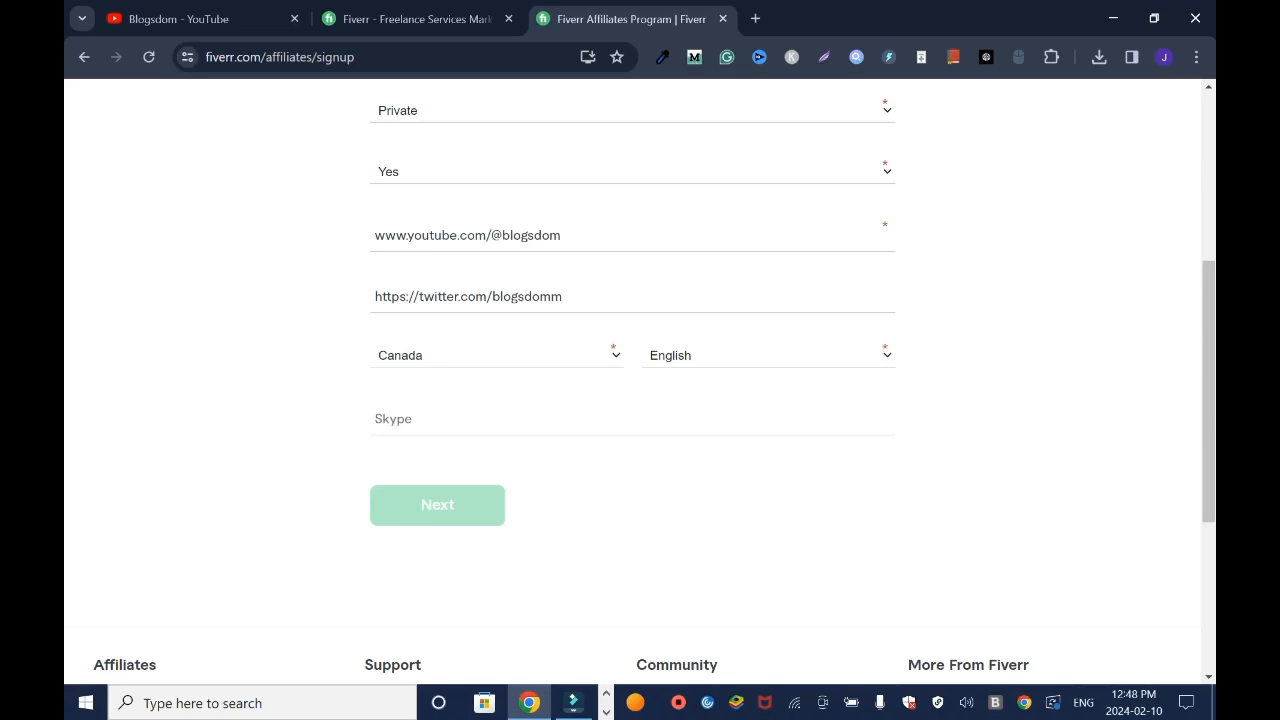 Blogsdom - YouTube
Fiverr - Freelance Services Mark
Fiverr Affiliates Program | Fiverr
fiverr.com/affiliates/signup
J
Private *
Yes *
www.youtube.com/@blogsdom *
https://twitter.com/blogsdomm
Canada * English *
Skype
Next
Affiliates Support Community More From Fiverr
Type here to search
ENG
12:48 PM
2024-02-10